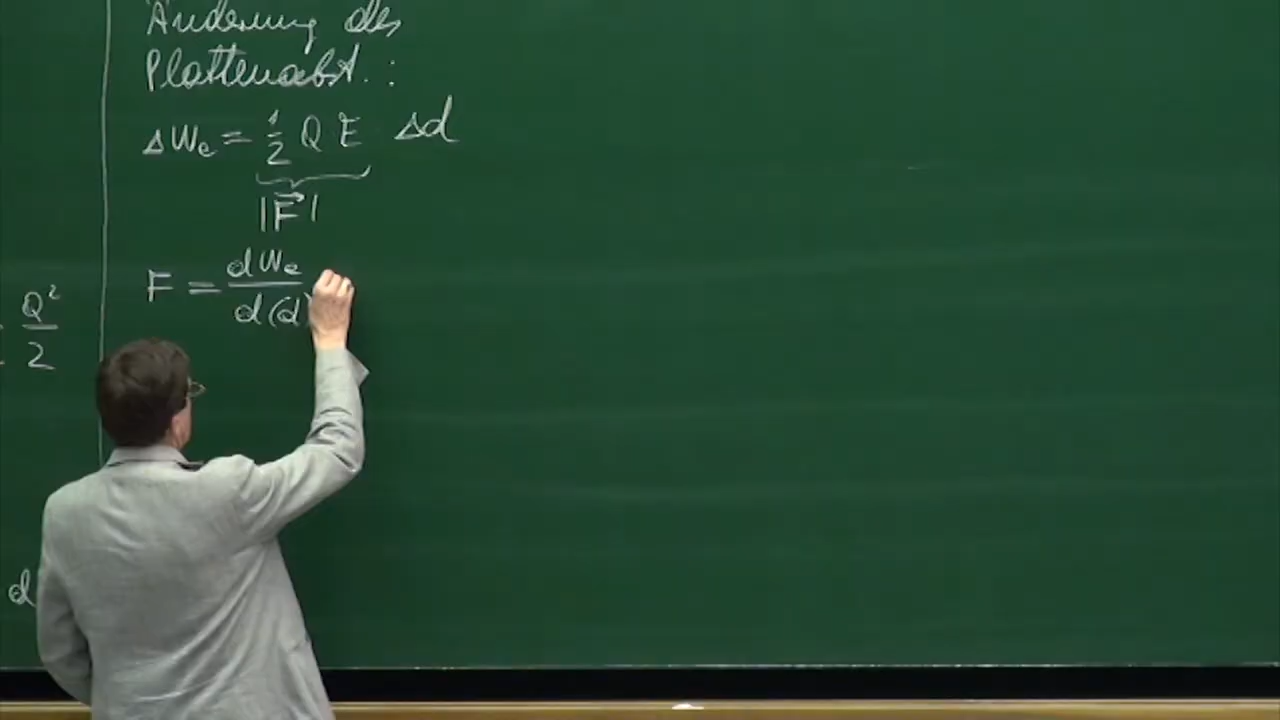 Änderung des
Plattenabst. :
ΔWe = 1/2 Q E Δd
|F⃗|
F = dWe / d(d)
Q² / 2
d